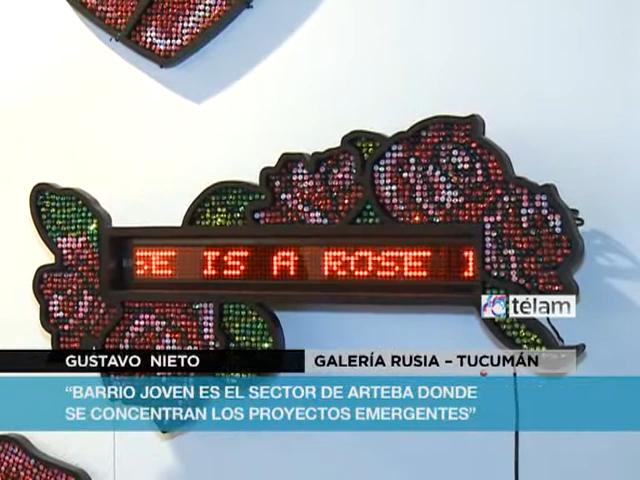 SE IS A ROSE I
télam
GUSTAVO NIETO
GALERÍA RUSIA – TUCUMÁN
“BARRIO JOVEN ES EL SECTOR DE ARTEBA DONDE
SE CONCENTRAN LOS PROYECTOS EMERGENTES”